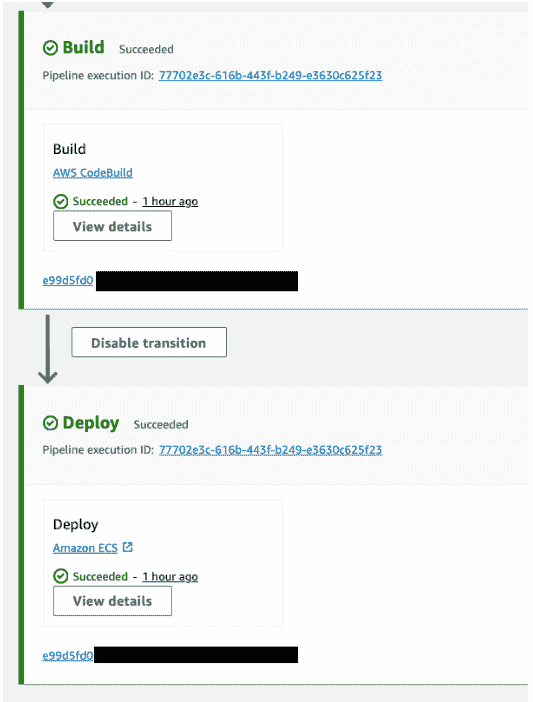 Build Succeeded
Pipeline execution ID: 77702e3c-616b-443f-b249-e3630c625f23
Build
AWS CodeBuild
Succeeded - 1 hour ago
View details
e99d5fd0
Disable transition
Deploy Succeeded
Pipeline execution ID: 77702e3c-616b-443f-b249-e3630c625f23
Deploy
Amazon ECS
Succeeded - 1 hour ago
View details
e99d5fd0